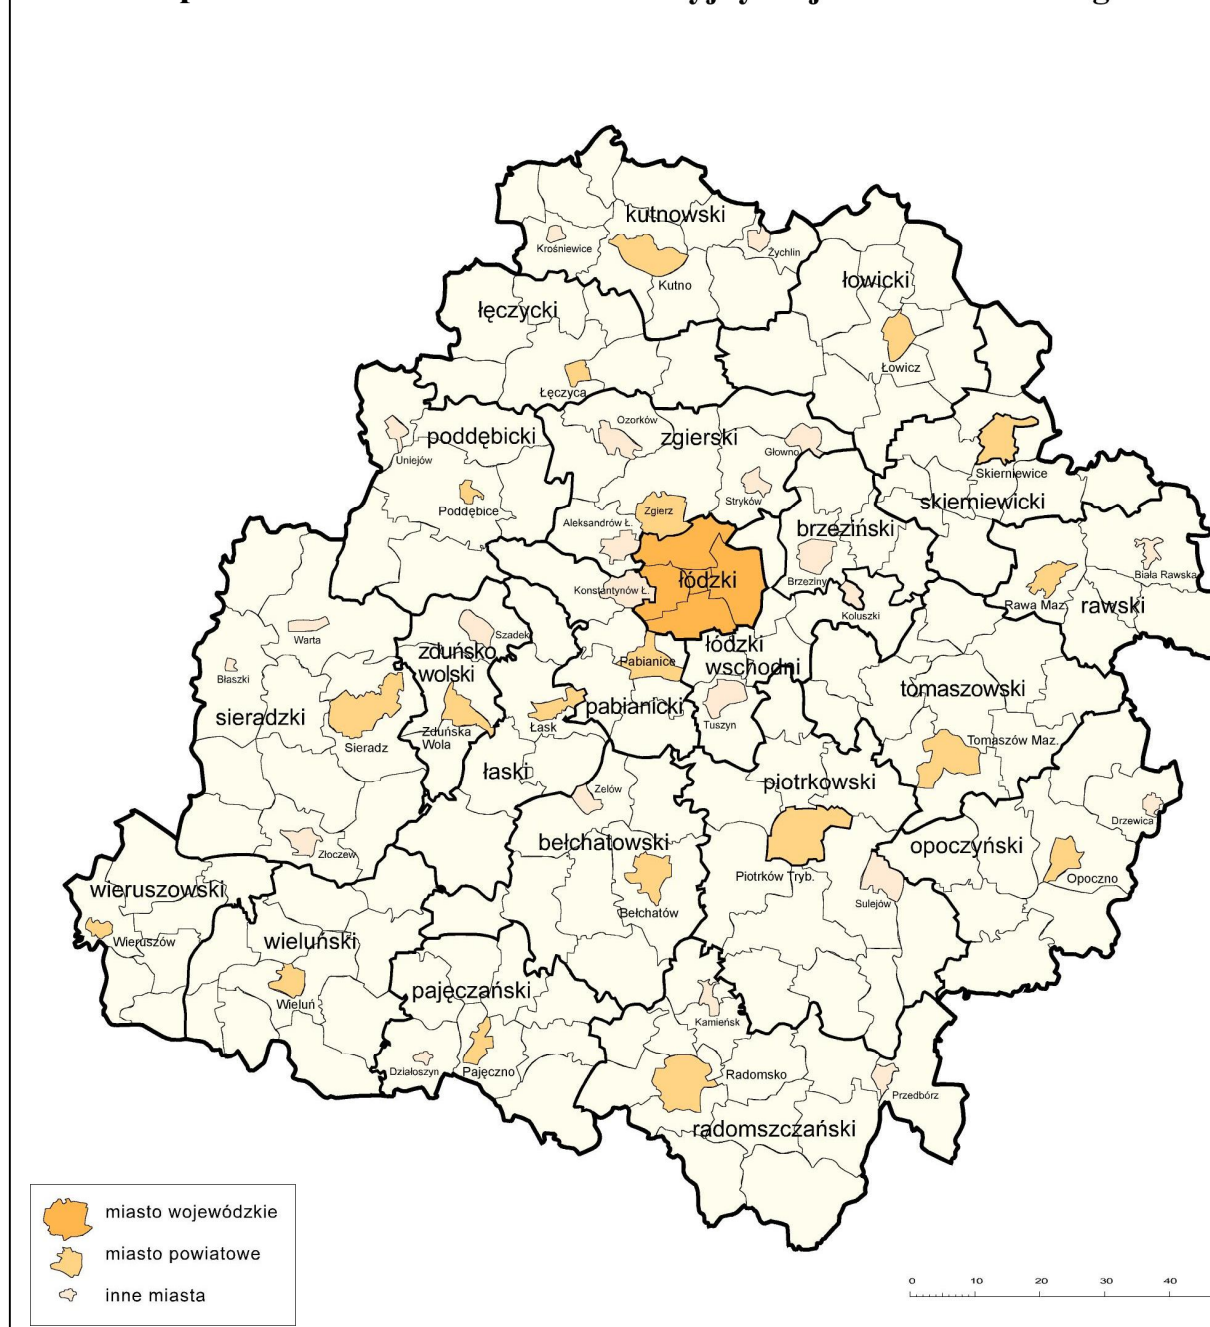 kutnowski
Krośniewice
Żychlin
Kutno
łowicki
łęczycki
Łowicz
Łęczyca
Ozorków
poddębicki
zgierski
Głowno
Uniejów
Skierniewice
Stryków
skierniewicki
Poddębice
Zgierz
Aleksandrów Ł.
brzeziński
Biała Rawska
łódzki
Brzeziny
Konstantynów Ł.
Rawa Maz.
rawski
Koluszki
Warta
Szadek
zduńsko
wolski
łódzki
wschodni
Pabianice
Błaszki
tomaszowski
sieradzki
pabianicki
Tuszyn
Łask
Zduńska
Wola
Sieradz
Tomaszów Maz.
łaski
piotrkowski
Zelów
Drzewica
bełchatowski
opoczyński
Złoczew
Piotrków Tryb.
Opoczno
wieruszowski
Sulejów
Bełchatów
Wieruszów
wieluński
pajęczański
Wieluń
Kamieńsk
Działoszyn
Pajęczno
Radomsko
Przedbórz
radomszczański
miasto wojewódzkie
miasto powiatowe
inne miasta
0 10 20 30 40